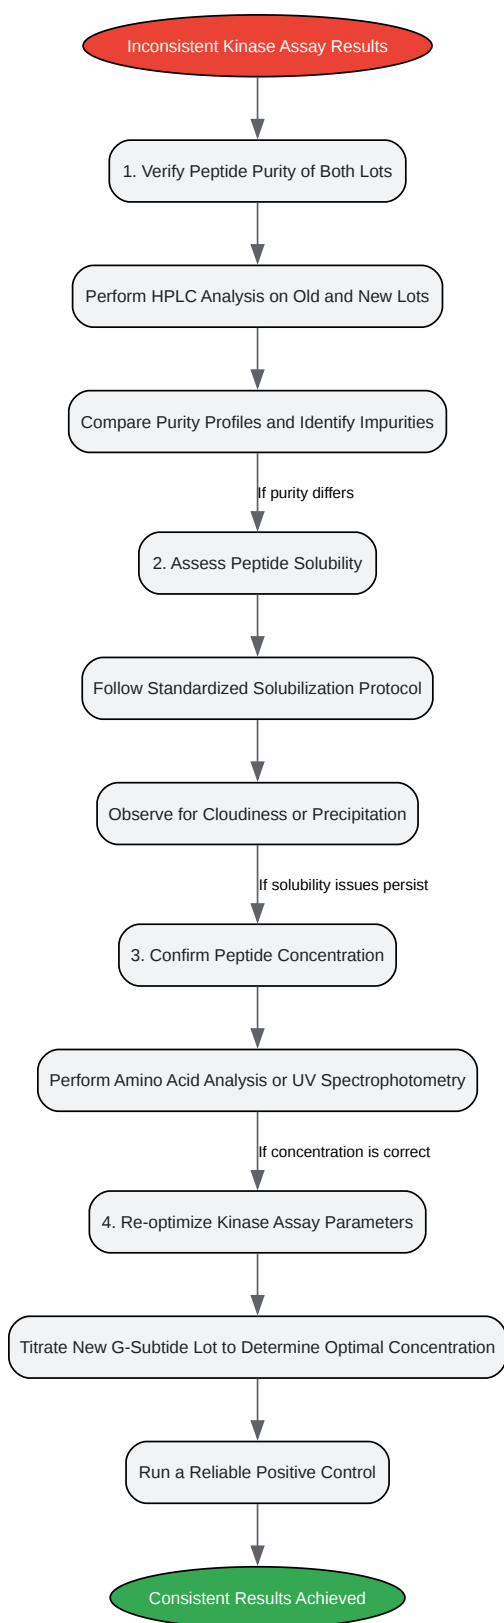 Inconsistent Kinase Assay Results
1. Verify Peptide Purity of Both Lots
Perform HPLC Analysis on Old and New Lots
Compare Purity Profiles and Identify Impurities
If purity differs
2. Assess Peptide Solubility
Follow Standardized Solubilization Protocol
Observe for Cloudiness or Precipitation
If solubility issues persist
3. Confirm Peptide Concentration
Perform Amino Acid Analysis or UV Spectrophotometry
If concentration is correct
4. Re-optimize Kinase Assay Parameters
Titrate New G-Subtide Lot to Determine Optimal Concentration
Run a Reliable Positive Control
Consistent Results Achieved